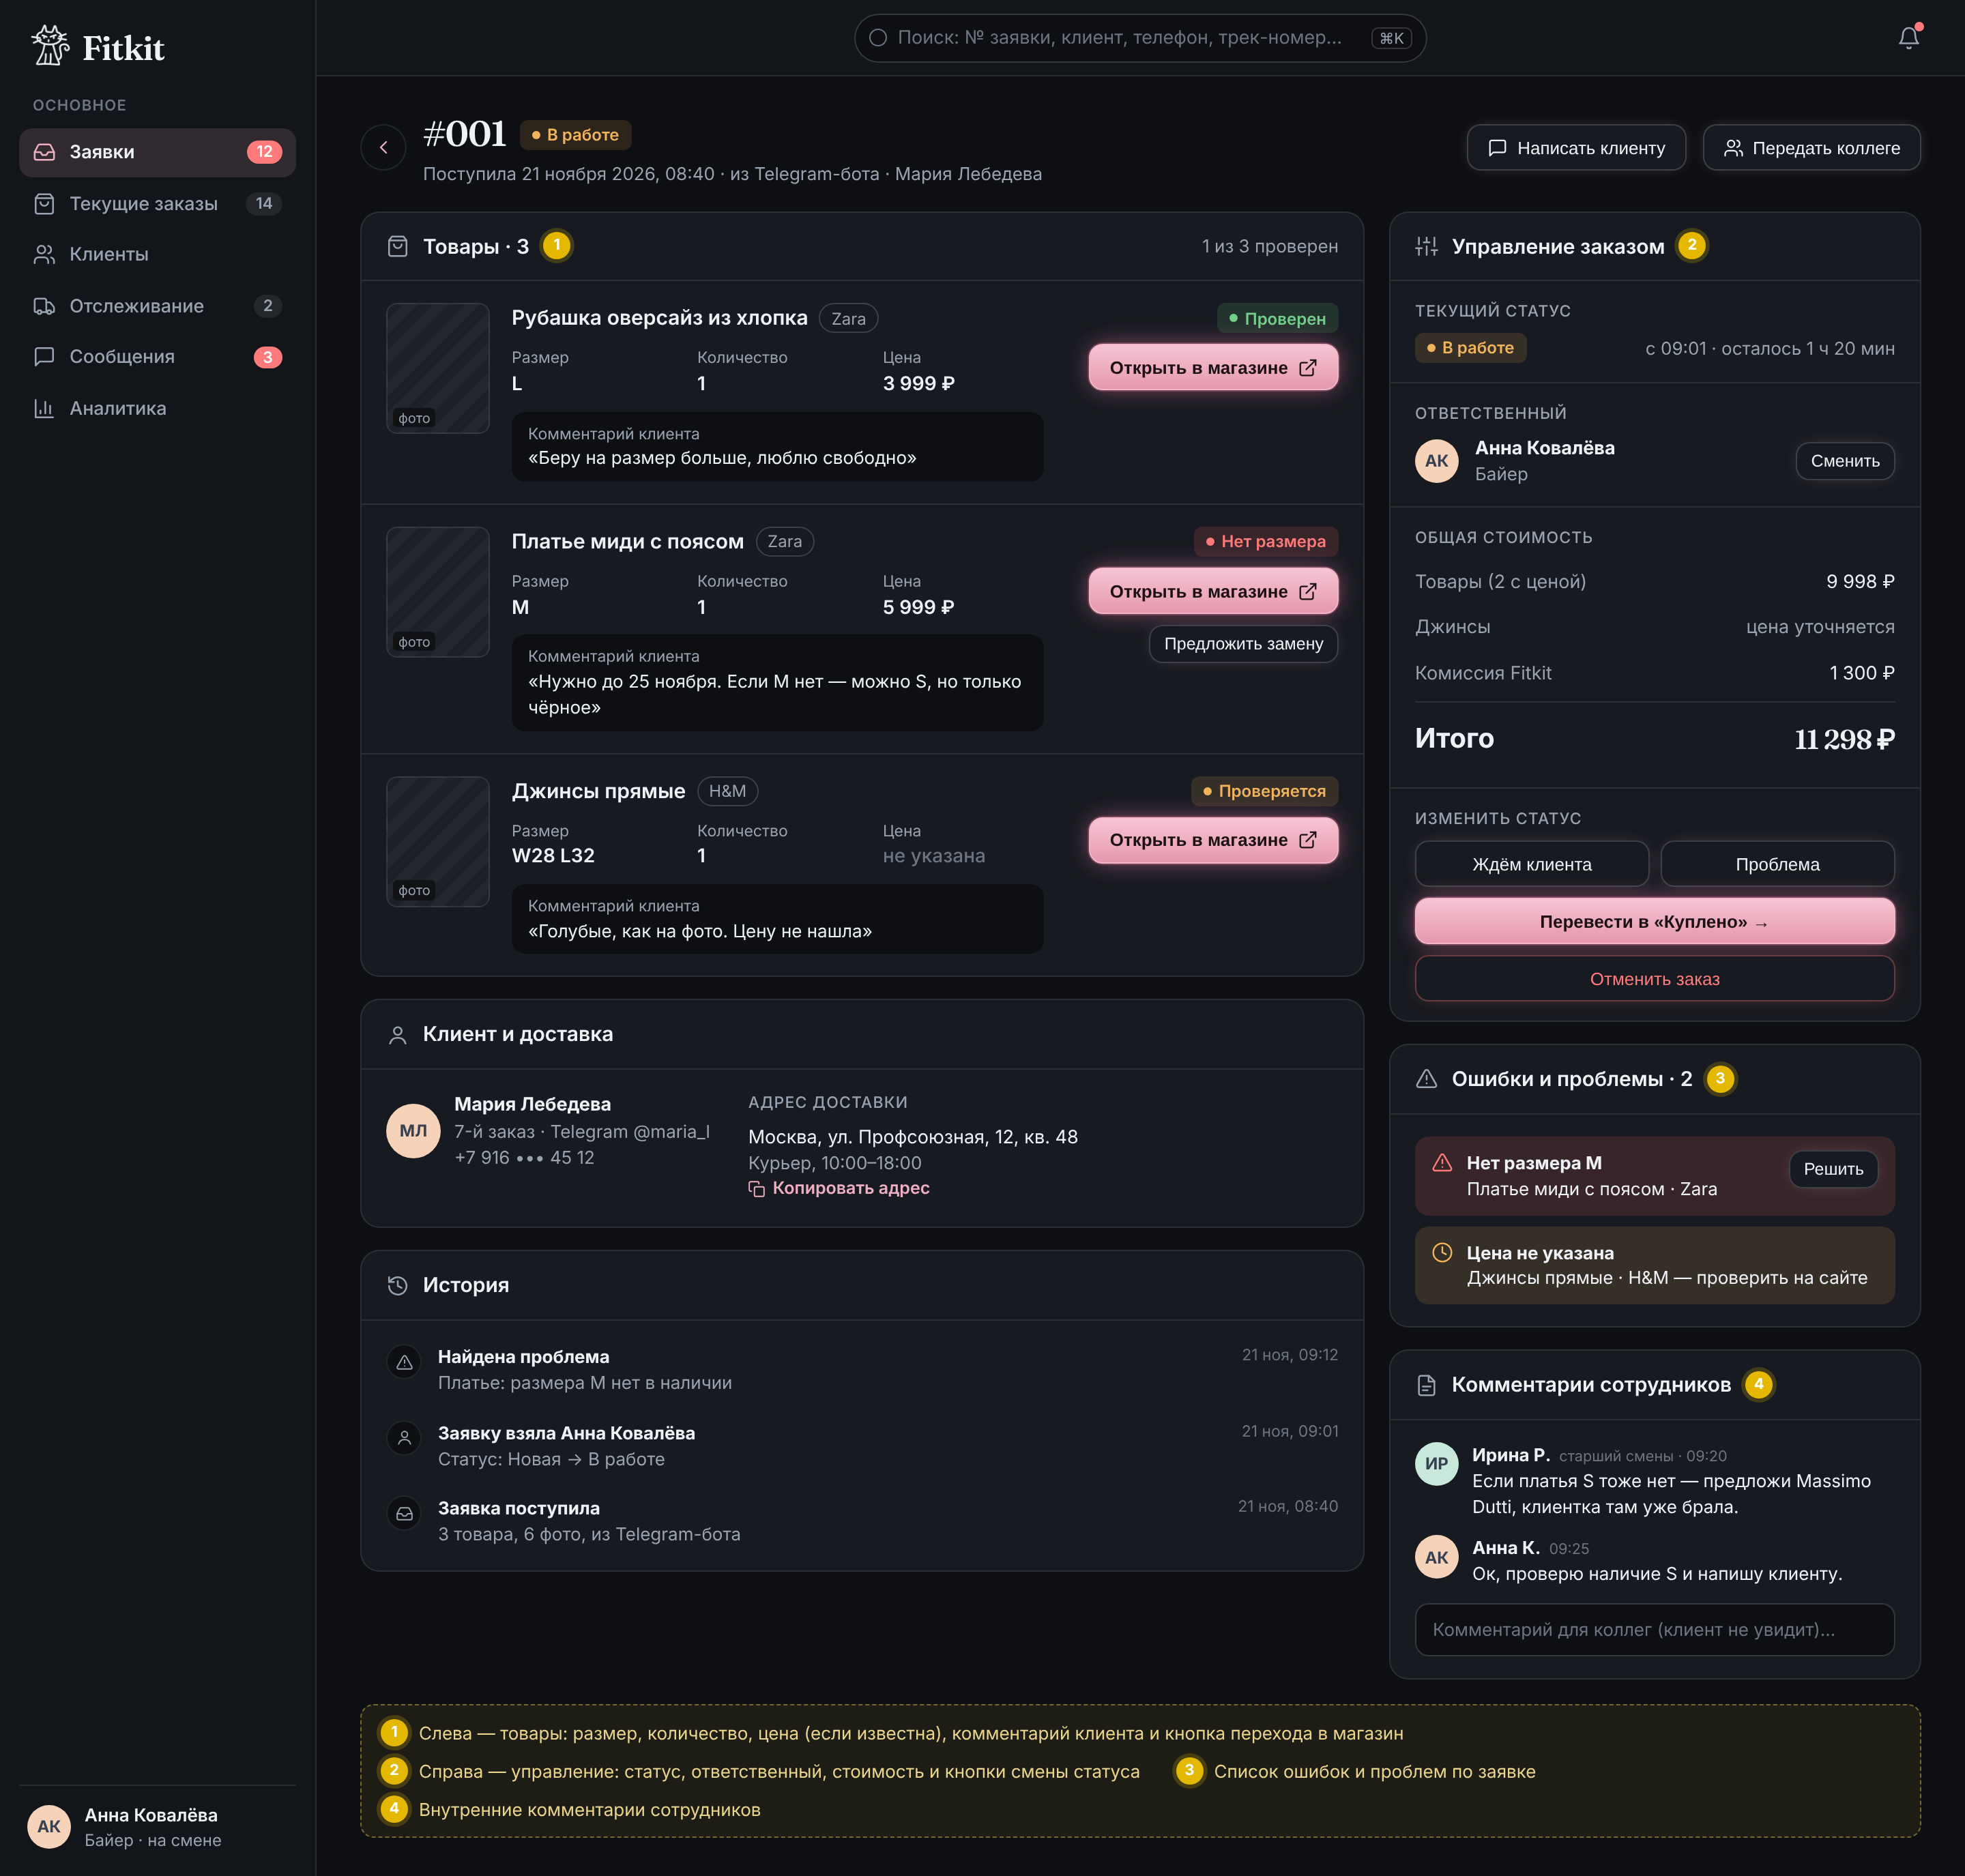 Fitkit
Поиск: № заявки, клиент, телефон, трек-номер... ⌘K
ОСНОВНОЕ
Заявки 12
Текущие заказы 14
Клиенты
Отслеживание 2
Сообщения 3
Аналитика
АК
Анна Ковалёва
Байер · на смене
#001 В работе
Поступила 21 ноября 2026, 08:40 · из Telegram-бота · Мария Лебедева
Написать клиенту
Передать коллеге
Товары · 3 1
1 из 3 проверен
Рубашка оверсайз из хлопка Zara
Проверен
Размер Количество Цена
L 1 3 999 ₽
Открыть в магазине
фото
Комментарий клиента
«Беру на размер больше, люблю свободно»
Платье миди с поясом Zara
Нет размера
Размер Количество Цена
M 1 5 999 ₽
Открыть в магазине
Предложить замену
фото
Комментарий клиента
«Нужно до 25 ноября. Если M нет — можно S, но только
чёрное»
Джинсы прямые H&M
Проверяется
Размер Количество Цена
W28 L32 1 не указана
Открыть в магазине
фото
Комментарий клиента
«Голубые, как на фото. Цену не нашла»
Клиент и доставка
МЛ
Мария Лебедева
7-й заказ · Telegram @maria_l
+7 916 ••• 45 12
АДРЕС ДОСТАВКИ
Москва, ул. Профсоюзная, 12, кв. 48
Курьер, 10:00–18:00
Копировать адрес
История
Найдена проблема 21 ноя, 09:12
Платье: размера M нет в наличии
Заявку взяла Анна Ковалёва 21 ноя, 09:01
Статус: Новая → В работе
Заявка поступила 21 ноя, 08:40
3 товара, 6 фото, из Telegram-бота
Управление заказом 2
ТЕКУЩИЙ СТАТУС
В работе с 09:01 · осталось 1 ч 20 мин
ОТВЕТСТВЕННЫЙ
АК
Анна Ковалёва
Байер
Сменить
ОБЩАЯ СТОИМОСТЬ
Товары (2 с ценой) 9 998 ₽
Джинсы цена уточняется
Комиссия Fitkit 1 300 ₽
Итого 11 298 ₽
ИЗМЕНИТЬ СТАТУС
Ждём клиента
Проблема
Перевести в «Куплено» →
Отменить заказ
Ошибки и проблемы · 2 3
Нет размера M
Платье миди с поясом · Zara
Решить
Цена не указана
Джинсы прямые · H&M — проверить на сайте
Комментарии сотрудников 4
ИР
Ирина Р. старший смены · 09:20
Если платья S тоже нет — предложи Massimo
Dutti, клиентка там уже брала.
АК
Анна К. 09:25
Ок, проверю наличие S и напишу клиенту.
Комментарий для коллег (клиент не увидит)...
1 Слева — товары: размер, количество, цена (если известна), комментарий клиента и кнопка перехода в магазин
2 Справа — управление: статус, ответственный, стоимость и кнопки смены статуса 3 Список ошибок и проблем по заявке
4 Внутренние комментарии сотрудников